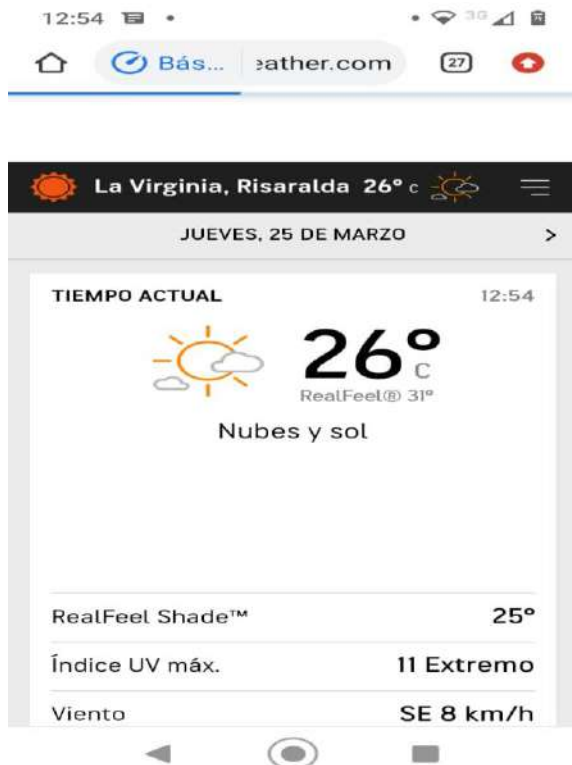 12:54
3G
Bás... eather.com 27
La Virginia, Risaralda 26° c
JUEVES, 25 DE MARZO >
TIEMPO ACTUAL 12:54
26° C
RealFeel® 31°
Nubes y sol
RealFeel Shade™ 25°
Índice UV máx. 11 Extremo
Viento SE 8 km/h